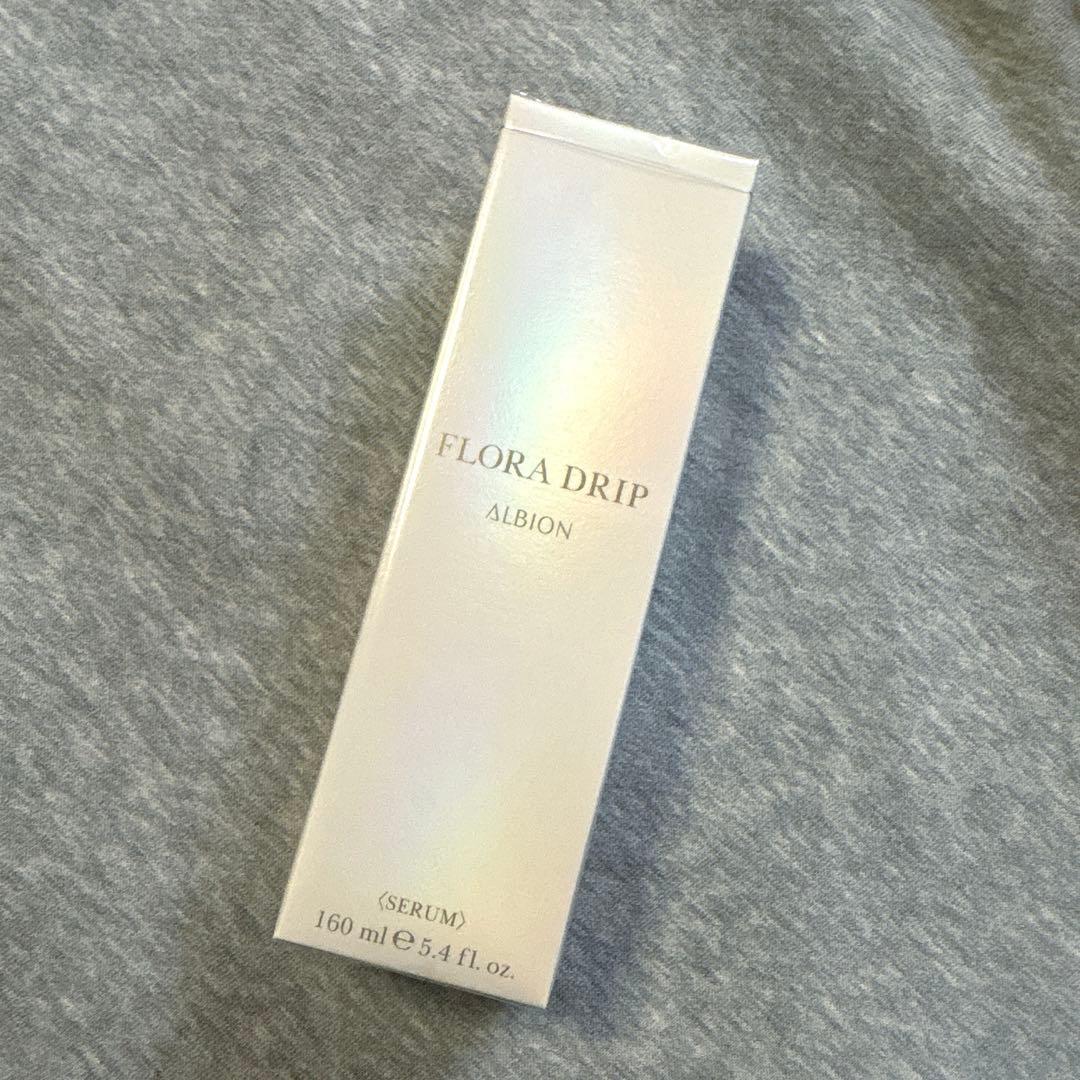 FLORA DRIP
ALBION
〈SERUM〉
160 ml ℮ 5.4 fl. oz.